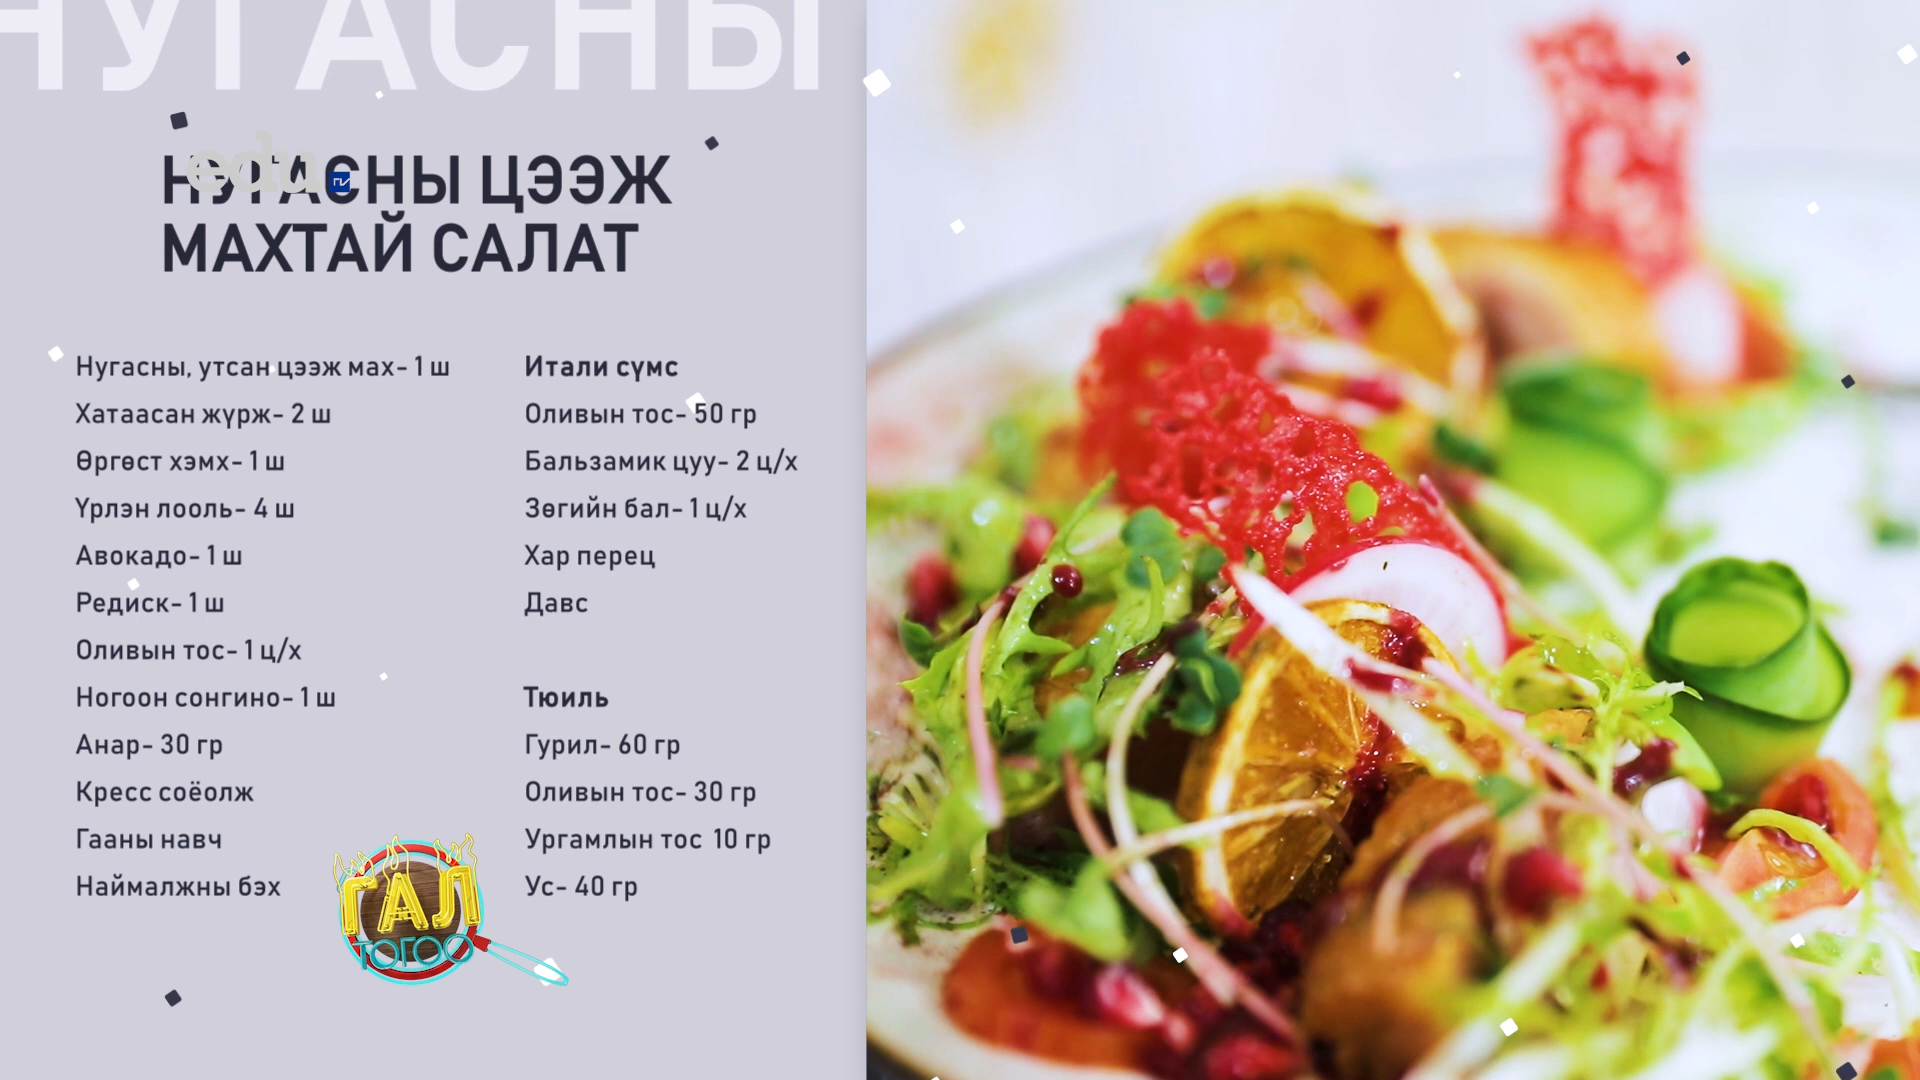 НУГАСНЫ
edu TV
НУГАСНЫ ЦЭЭЖ
МАХТАЙ САЛАТ
Нугасны, утсан цээж мах- 1 ш
Хатаасан жүрж- 2 ш
Өргөст хэмх- 1 ш
Үрлэн лооль- 4 ш
Авокадо- 1 ш
Редиск- 1 ш
Оливын тос- 1 ц/х
Ногоон сонгино- 1 ш
Анар- 30 гр
Кресс соёолж
Гааны навч
Наймалжны бэх
Итали сүмс
Оливын тос- 50 гр
Бальзамик цуу- 2 ц/х
Зөгийн бал- 1 ц/х
Хар перец
Давс
Тюиль
Гурил- 60 гр
Оливын тос- 30 гр
Ургамлын тос 10 гр
Ус- 40 гр
ГАЛ
ТОГОО